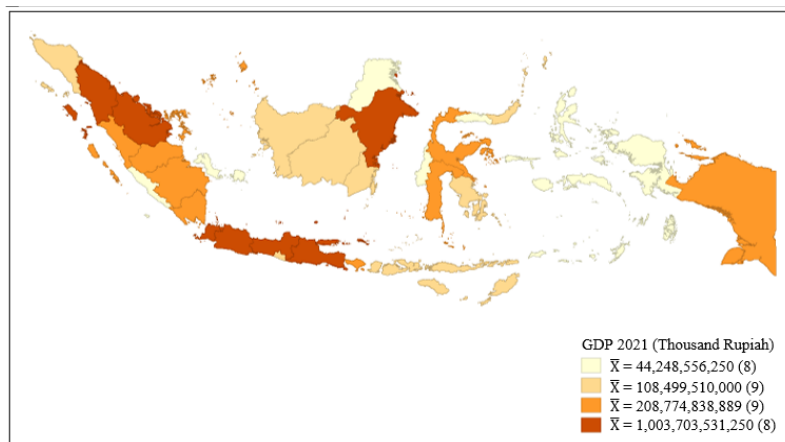 GDP 2021 (Thousand Rupiah)
X̅ = 44,248,556,250 (8)
X̅ = 108,499,510,000 (9)
X̅ = 208,774,838,889 (9)
X̅ = 1,003,703,531,250 (8)